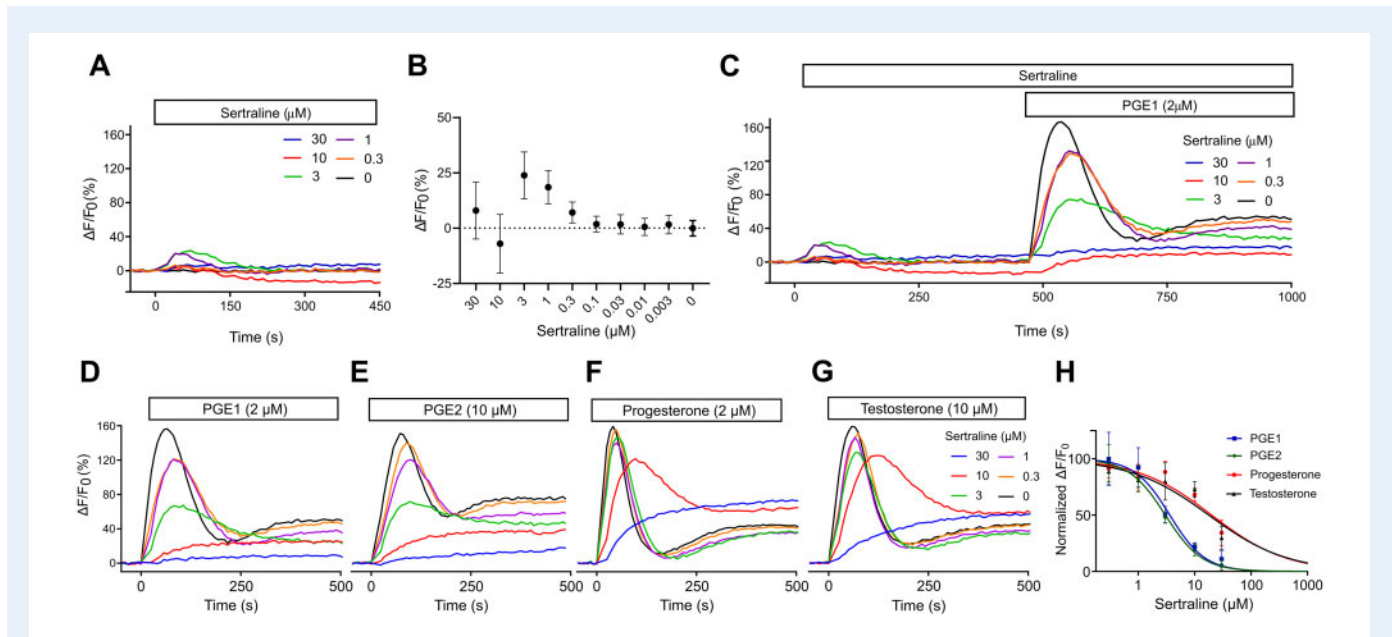 A
Sertraline (μM)
30
1
10
0.3
3
0
160
120
80
40
0
ΔF/F0(%)
0
150
300
450
Time (s)
B
50
25
0
-25
ΔF/F0(%)
30
10
3
1
0.3
0.1
0.03
0.01
0.003
0
Sertraline (μM)
C
Sertraline
PGE1 (2μM)
Sertraline (μM)
30
1
10
0.3
3
0
160
120
80
40
0
ΔF/F0 (%)
0
250
500
750
1000
Time (s)
D
PGE1 (2 μM)
160
120
80
40
0
ΔF/F0(%)
0
250
500
Time (s)
E
PGE2 (10 μM)
0
250
500
Time (s)
F
Progesterone (2 μM)
0
250
500
Time (s)
G
Testosterone (10 μM)
Sertraline (μM)
30
1
10
0.3
3
0
0
250
500
Time (s)
H
100
50
0
Normalized ΔF/F0
PGE1
PGE2
Progesterone
Testosterone
1
10
100
1000
Sertraline (μM)